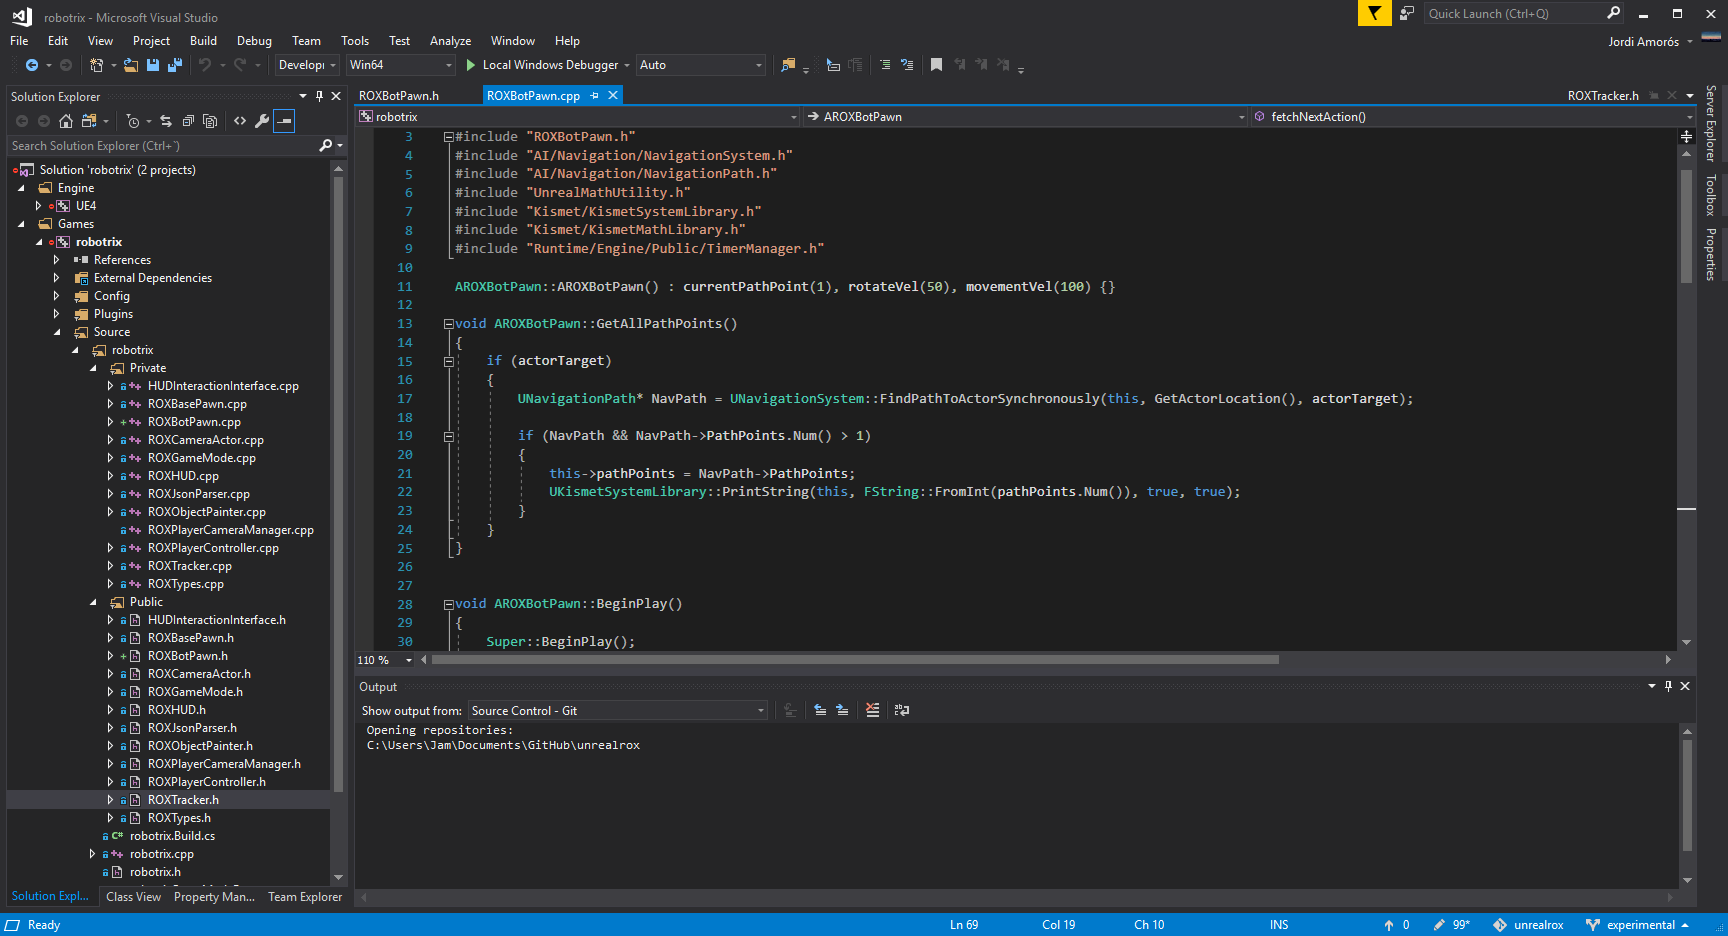 robotrix - Microsoft Visual Studio
Quick Launch (Ctrl+Q)
File Edit View Project Build Debug Team Tools Test Analyze Window Help
Jordi Amorós
Develop Win64 Local Windows Debugger Auto
Solution Explorer
Search Solution Explorer (Ctrl+`)
Solution 'robotrix' (2 projects)
Engine
UE4
Games
robotrix
References
External Dependencies
Config
Plugins
Source
robotrix
Private
HUDInteractionInterface.cpp
ROXBasePawn.cpp
ROXBotPawn.cpp
ROXCameraActor.cpp
ROXGameMode.cpp
ROXHUD.cpp
ROXJsonParser.cpp
ROXObjectPainter.cpp
ROXPlayerCameraManager.cpp
ROXPlayerController.cpp
ROXTracker.cpp
ROXTypes.cpp
Public
HUDInteractionInterface.h
ROXBasePawn.h
ROXBotPawn.h
ROXCameraActor.h
ROXGameMode.h
ROXHUD.h
ROXJsonParser.h
ROXObjectPainter.h
ROXPlayerCameraManager.h
ROXPlayerController.h
ROXTracker.h
ROXTypes.h
robotrix.Build.cs
robotrix.cpp
robotrix.h
Solution Expl... Class View Property Man... Team Explorer
ROXBotPawn.h ROXBotPawn.cpp ROXTracker.h
robotrix AROXBotPawn fetchNextAction()
3 #include "ROXBotPawn.h"
4 #include "AI/Navigation/NavigationSystem.h"
5 #include "AI/Navigation/NavigationPath.h"
6 #include "UnrealMathUtility.h"
7 #include "Kismet/KismetSystemLibrary.h"
8 #include "Kismet/KismetMathLibrary.h"
9 #include "Runtime/Engine/Public/TimerManager.h"
10
11 AROXBotPawn::AROXBotPawn() : currentPathPoint(1), rotateVel(50), movementVel(100) {}
12
13 void AROXBotPawn::GetAllPathPoints()
14 {
15 if (actorTarget)
16 {
17 UNavigationPath* NavPath = UNavigationSystem::FindPathToActorSynchronously(this, GetActorLocation(), actorTarget);
18
19 if (NavPath && NavPath->PathPoints.Num() > 1)
20 {
21 this->pathPoints = NavPath->PathPoints;
22 UKismetSystemLibrary::PrintString(this, FString::FromInt(pathPoints.Num()), true, true);
23 }
24 }
25 }
26
27
28 void AROXBotPawn::BeginPlay()
29 {
30 Super::BeginPlay();
110 %
Output
Show output from: Source Control - Git
Opening repositories:
C:\Users\Jam\Documents\GitHub\unrealrox
Server Explorer
Toolbox
Properties
Ready Ln 69 Col 19 Ch 10 INS 0 99* unrealrox experimental